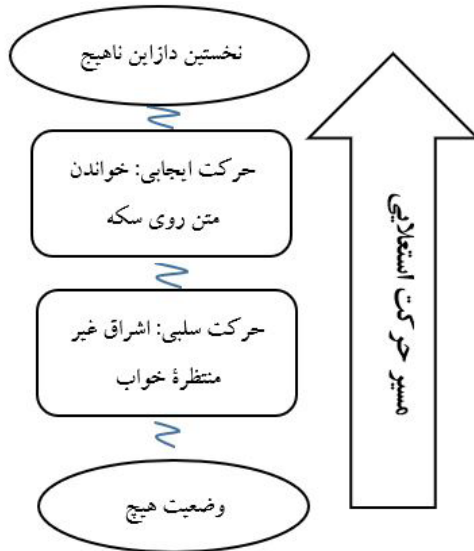 نخستین دازاین ناهیج
حرکت ایجابی: خواندن
متن روی سکه
حرکت سلبی: اشراق غیر
منتظرۀ خواب
وضعیت هیچ
مسیر حرکت استعلایی